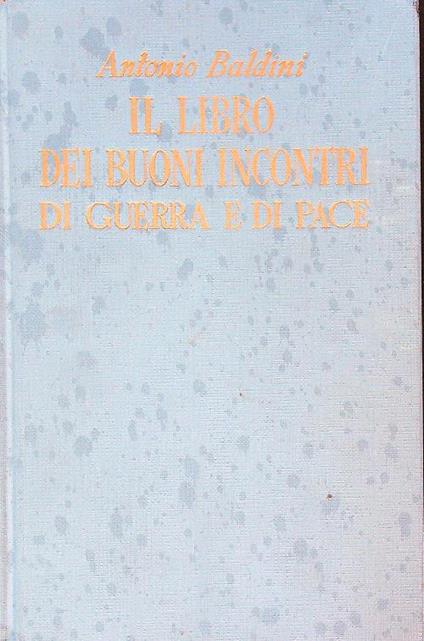 Antonio Baldini
IL LIBRO
DEI BUONI INCONTRI
DI GUERRA E DI PACE